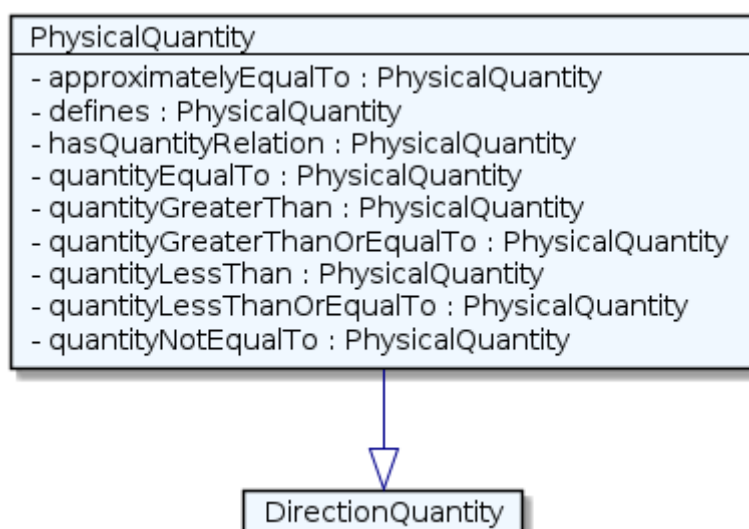 PhysicalQuantity
- approximatelyEqualTo : PhysicalQuantity
- defines : PhysicalQuantity
- hasQuantityRelation : PhysicalQuantity
- quantityEqualTo : PhysicalQuantity
- quantityGreaterThan : PhysicalQuantity
- quantityGreaterThanOrEqualTo : PhysicalQuantity
- quantityLessThan : PhysicalQuantity
- quantityLessThanOrEqualTo : PhysicalQuantity
- quantityNotEqualTo : PhysicalQuantity
DirectionQuantity